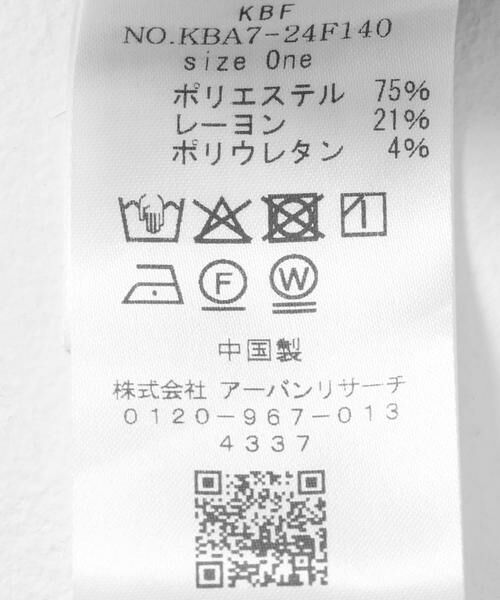 KBF
NO.KBA7-24F140
size One
ポリエステル 75%
レーヨン 21%
ポリウレタン 4%
F W
中国製
株式会社 アーバンリサーチ
0120-967-013
4337